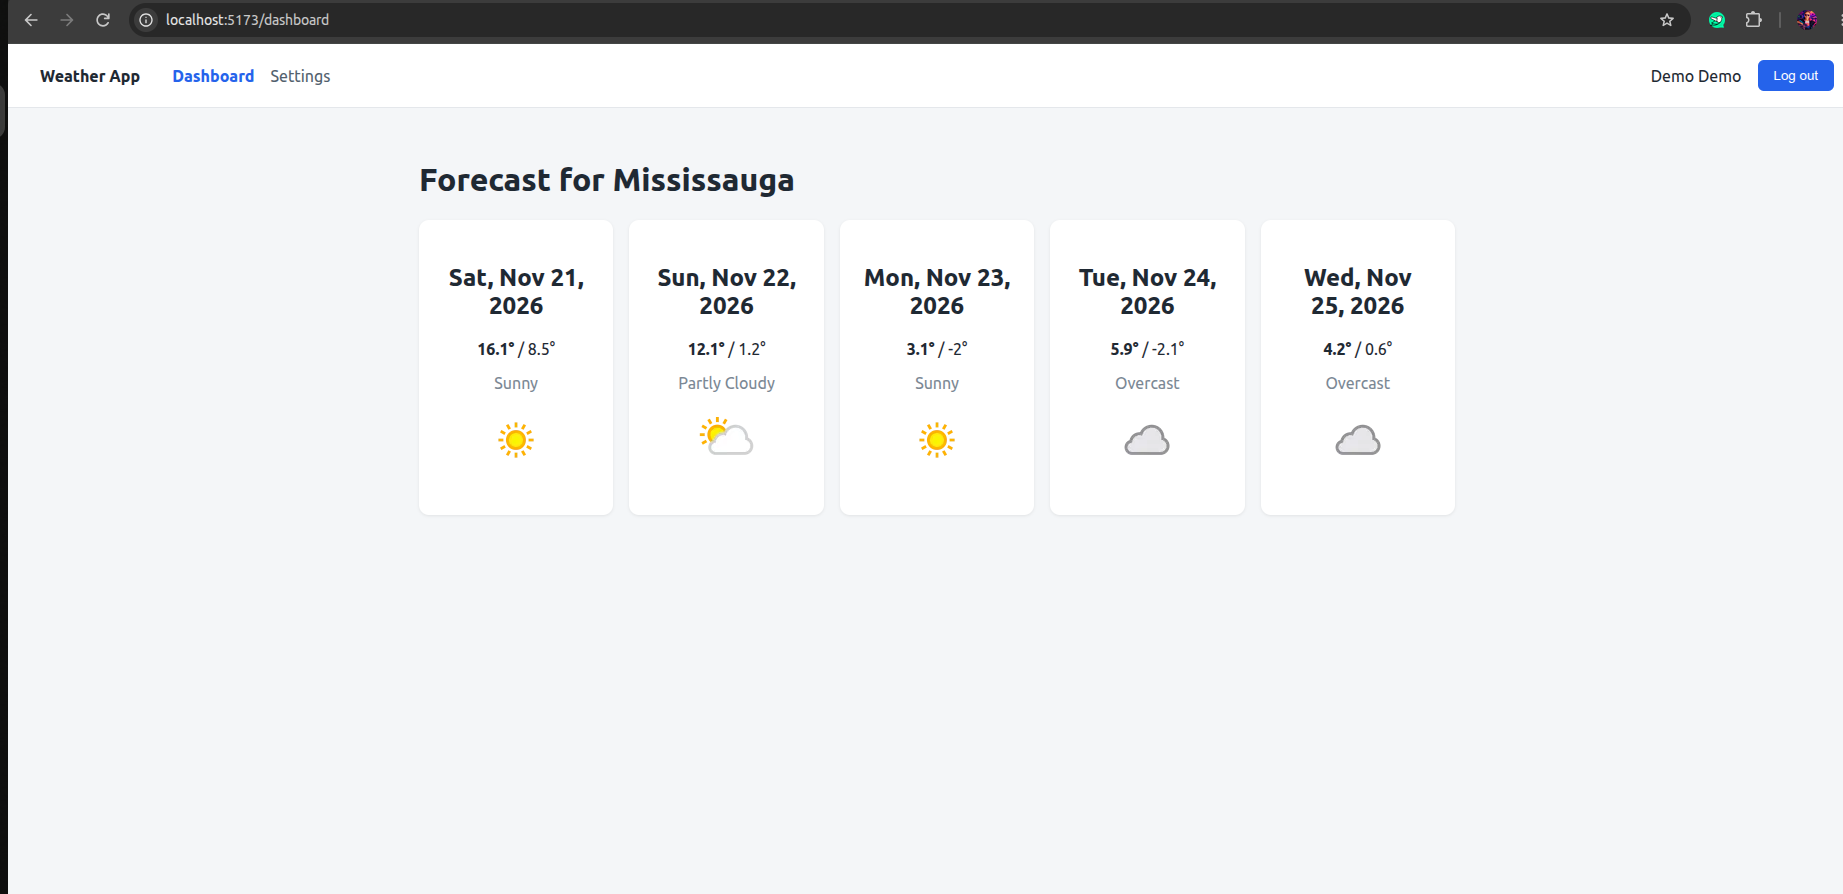 localhost:5173/dashboard
Weather App Dashboard Settings Demo Demo Log out
Forecast for Mississauga
Sat, Nov 21,
2026
16.1° / 8.5°
Sunny
Sun, Nov 22,
2026
12.1° / 1.2°
Partly Cloudy
Mon, Nov 23,
2026
3.1° / -2°
Sunny
Tue, Nov 24,
2026
5.9° / -2.1°
Overcast
Wed, Nov
25, 2026
4.2° / 0.6°
Overcast